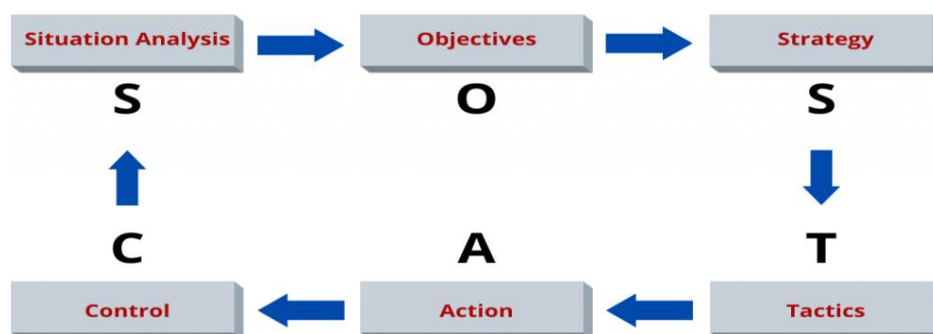 Situation Analysis
Objectives
Strategy
S
O
S
C
A
T
Control
Action
Tactics